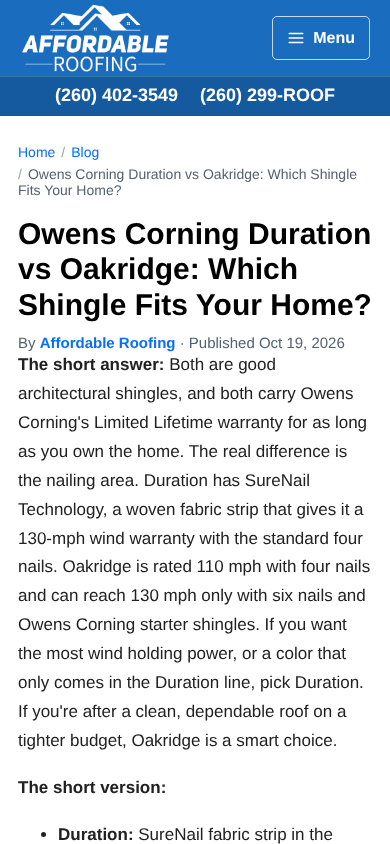 AFFORDABLE
ROOFING
Menu
(260) 402-3549 (260) 299-ROOF
Home / Blog
/ Owens Corning Duration vs Oakridge: Which Shingle
Fits Your Home?
Owens Corning Duration
vs Oakridge: Which
Shingle Fits Your Home?
By Affordable Roofing · Published Oct 19, 2026
The short answer: Both are good
architectural shingles, and both carry Owens
Corning's Limited Lifetime warranty for as long
as you own the home. The real difference is
the nailing area. Duration has SureNail
Technology, a woven fabric strip that gives it a
130-mph wind warranty with the standard four
nails. Oakridge is rated 110 mph with four nails
and can reach 130 mph only with six nails and
Owens Corning starter shingles. If you want
the most wind holding power, or a color that
only comes in the Duration line, pick Duration.
If you're after a clean, dependable roof on a
tighter budget, Oakridge is a smart choice.
The short version:
• Duration: SureNail fabric strip in the